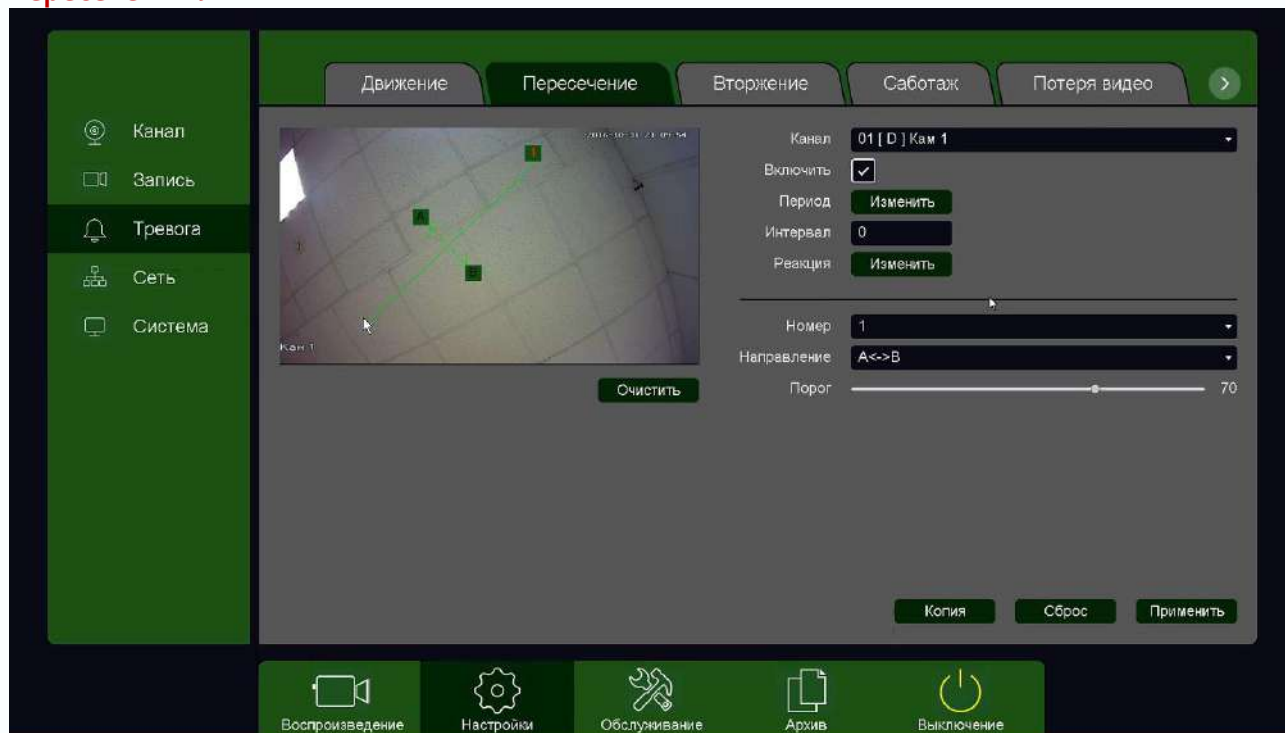 Движение Пересечение Вторжение Саботаж Потеря видео >
Канал
Запись
Тревога
Сеть
Система
1
A
B
Кам 1
Очистить
Канал 01 [ D ] Кам 1
Включить
Период Изменить
Интервал 0
Реакция Изменить
Номер 1
Направление A<->B
Порог 70
Копия Сброс Применить
Воспроизведение Настройки Обслуживание Архив Выключение